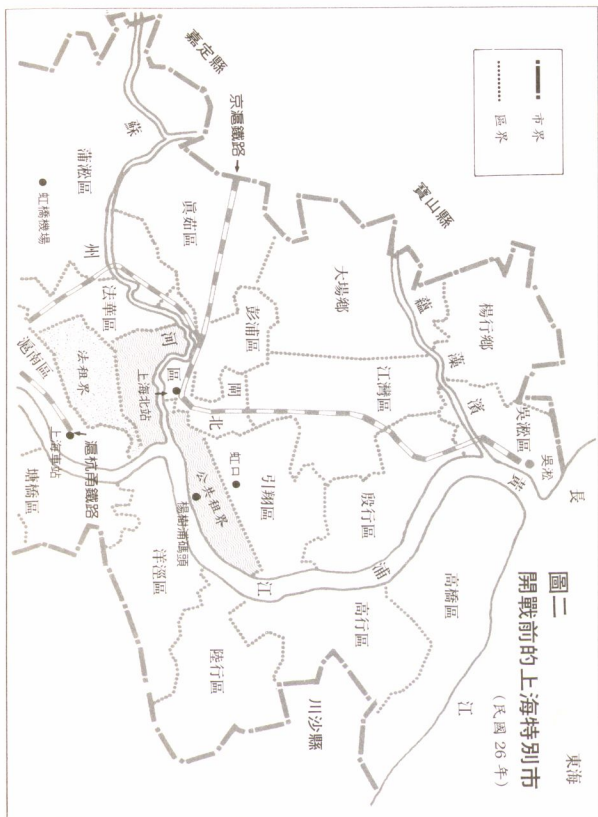 圖二
開戰前的上海特別市
(民國26年)
市界
區界
東海
長
江
嘉定縣
寶山縣
川沙縣
京滬鐵路
滬杭甬鐵路
蘇
州
河
蘊
藻
濱
黃
浦
江
楊行鄉
吳淞區
吳淞
大場鄉
江灣區
殷行區
高橋區
高行區
彭浦區
閘
北
區
引翔區
虹口
公共租界
楊樹浦碼頭
上海北站
真茹區
蒲淞區
虹橋機場
法華區
法租界
滬南區
上海車站
塘橋區
洋涇區
陸行區